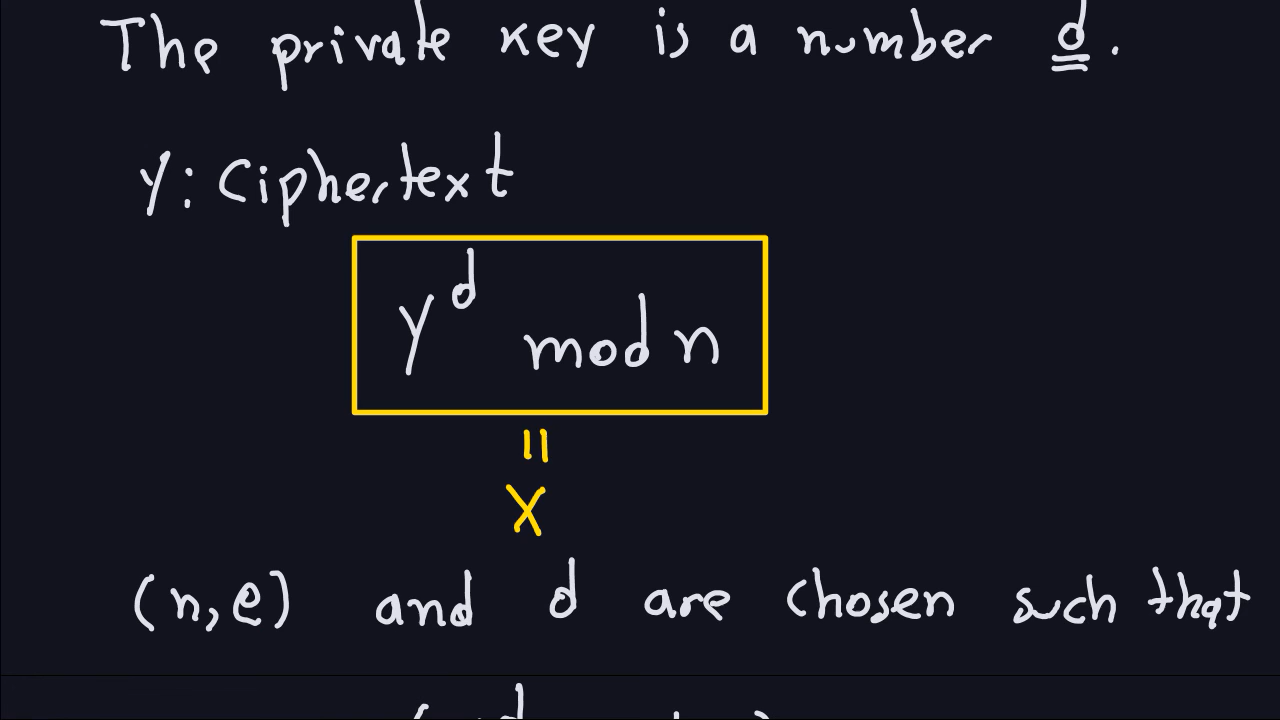 The private key is a number d.
y: Ciphertext
y^d mod n
=
x
(n,e) and d are chosen such that